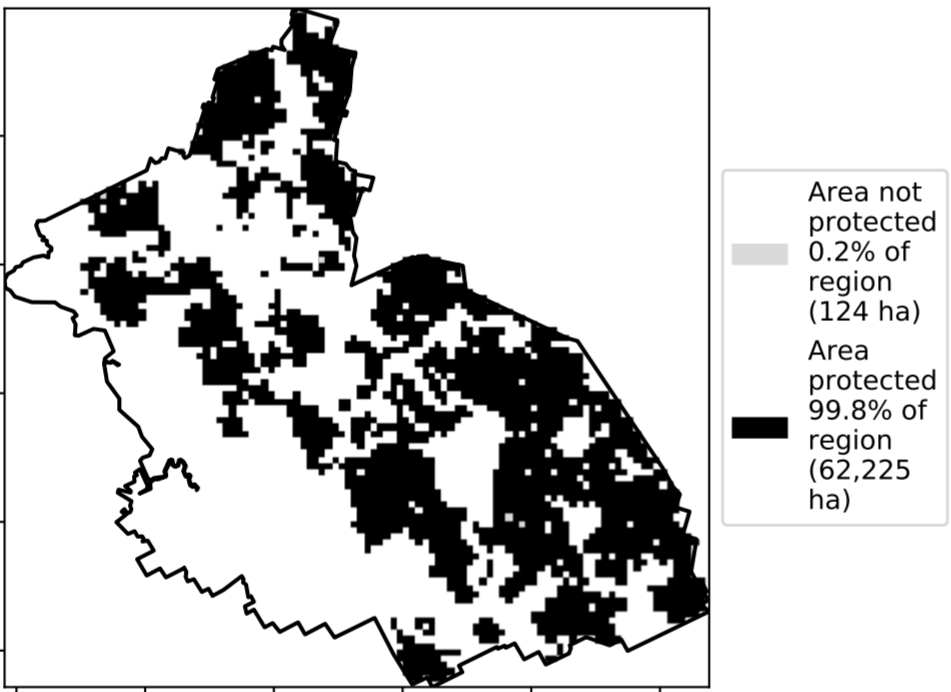 Area not
protected
0.2% of
region
(124 ha)
Area
protected
99.8% of
region
(62,225
ha)